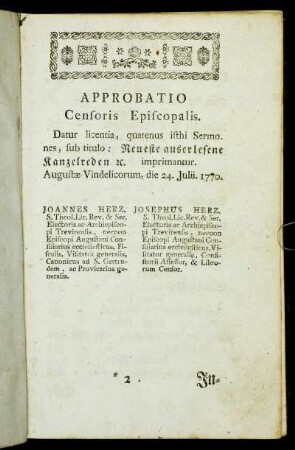 APPROBATIO
Censoris Episcopalis.
Datur licentia, quatenus isthi Sermo-
nes, sub titulo: Neueste auserlesene
Kanzelreden ꝛc. imprimantur.
Augustæ Vindelicorum, die 24. Julii. 1770.
JOANNES HERZ,
S. Theol. Lic. Rev. & Ser.
Electoris ac Archiepisco-
pi Trevirensis, necnon
Episcopi Augustani Con-
siliarius ecclesiasticus, Fi-
scalis, Visitator generalis,
Canonicus ad S. Gertru-
dem, ac Provicarius ge-
neralis.
JOSEPHUS HERZ,
S. Theol. Lic. Rev. & Ser.
Electoris ac Archiepisco-
pi Trevirensis, necnon
Episcopi Augustani Con-
siliarius ecclesiasticus, Vi-
sitator generalis, Consi-
storii Assessor, & Libro-
rum Censor.
* 2 In-